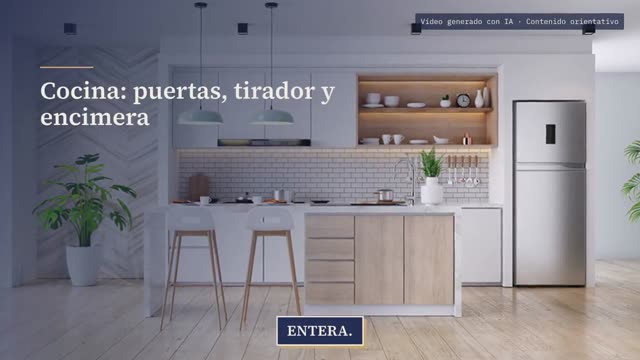 Vídeo generado con IA · Contenido orientativo
Cocina: puertas, tirador y
encimera
ENTERA.